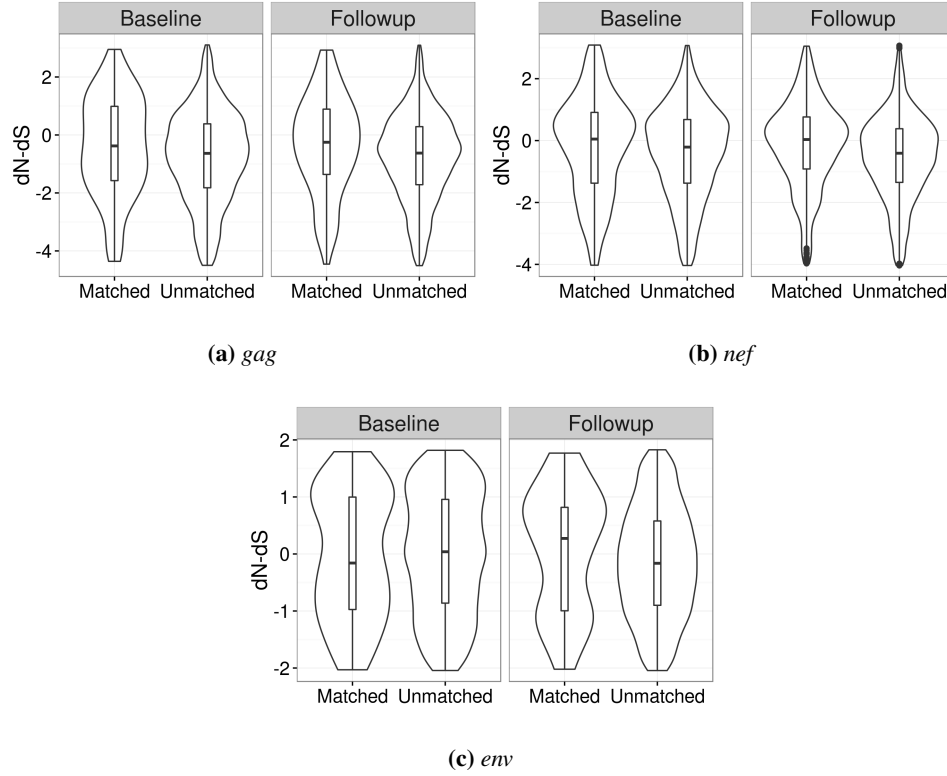 Baseline Followup
dN-dS
2
0
-2
-4
Matched Unmatched Matched Unmatched
(a) gag
Baseline Followup
dN-dS
2
0
-2
-4
Matched Unmatched Matched Unmatched
(b) nef
Baseline Followup
dN-dS
2
1
0
-1
-2
Matched Unmatched Matched Unmatched
(c) env